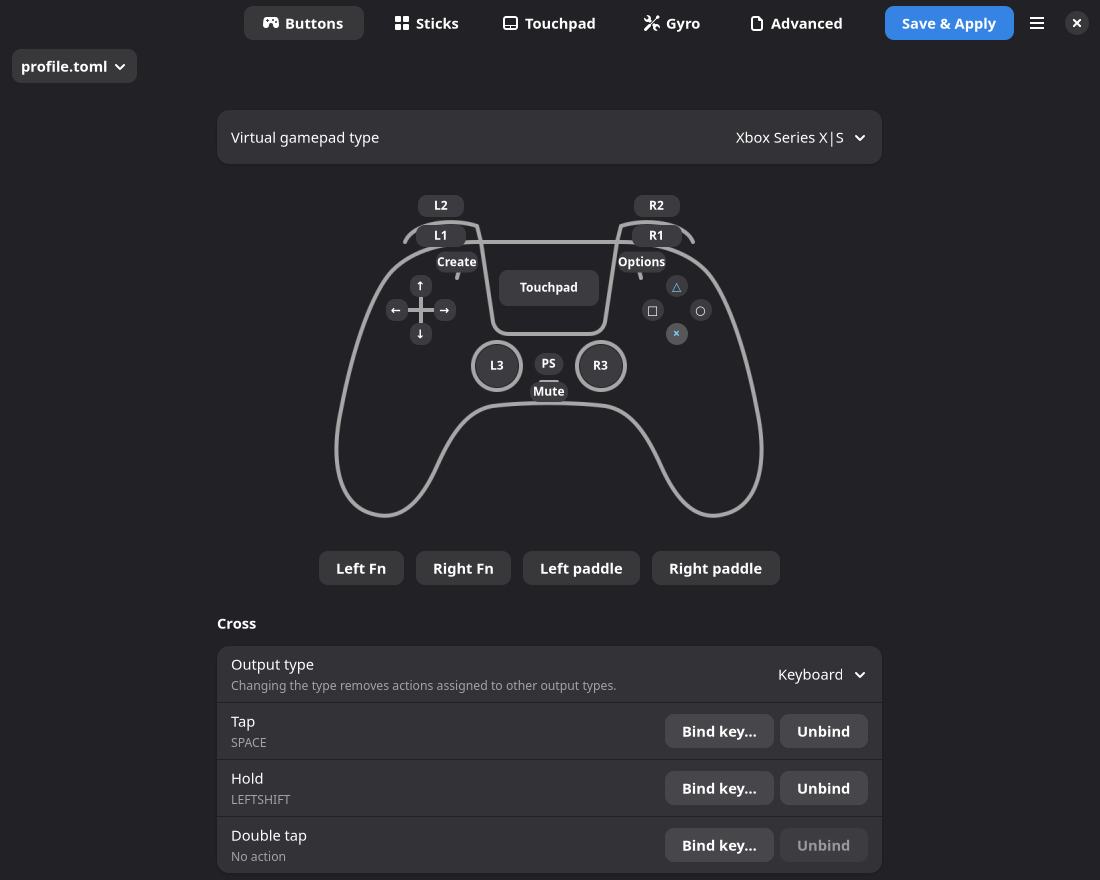 Buttons
Sticks
Touchpad
Gyro
Advanced
Save & Apply
profile.toml
Virtual gamepad type
Xbox Series X|S
L2
R2
L1
R1
Create
Options
↑
←
→
↓
Touchpad
△
□
○
×
L3
PS
R3
Mute
Left Fn
Right Fn
Left paddle
Right paddle
Cross
Output type
Changing the type removes actions assigned to other output types.
Keyboard
Tap
SPACE
Bind key...
Unbind
Hold
LEFTSHIFT
Bind key...
Unbind
Double tap
No action
Bind key...
Unbind